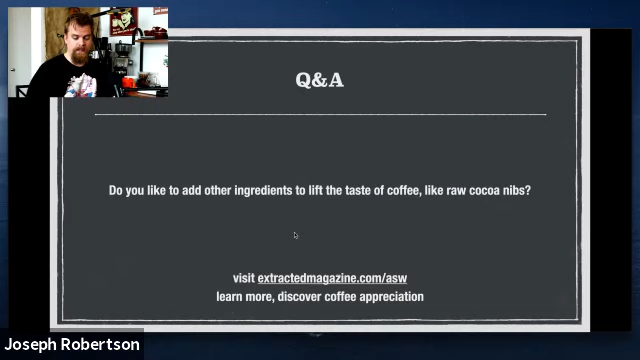 Q&A
Do you like to add other ingredients to lift the taste of coffee, like raw cocoa nibs?
visit extractedmagazine.com/asw
learn more, discover coffee appreciation
Joseph Robertson